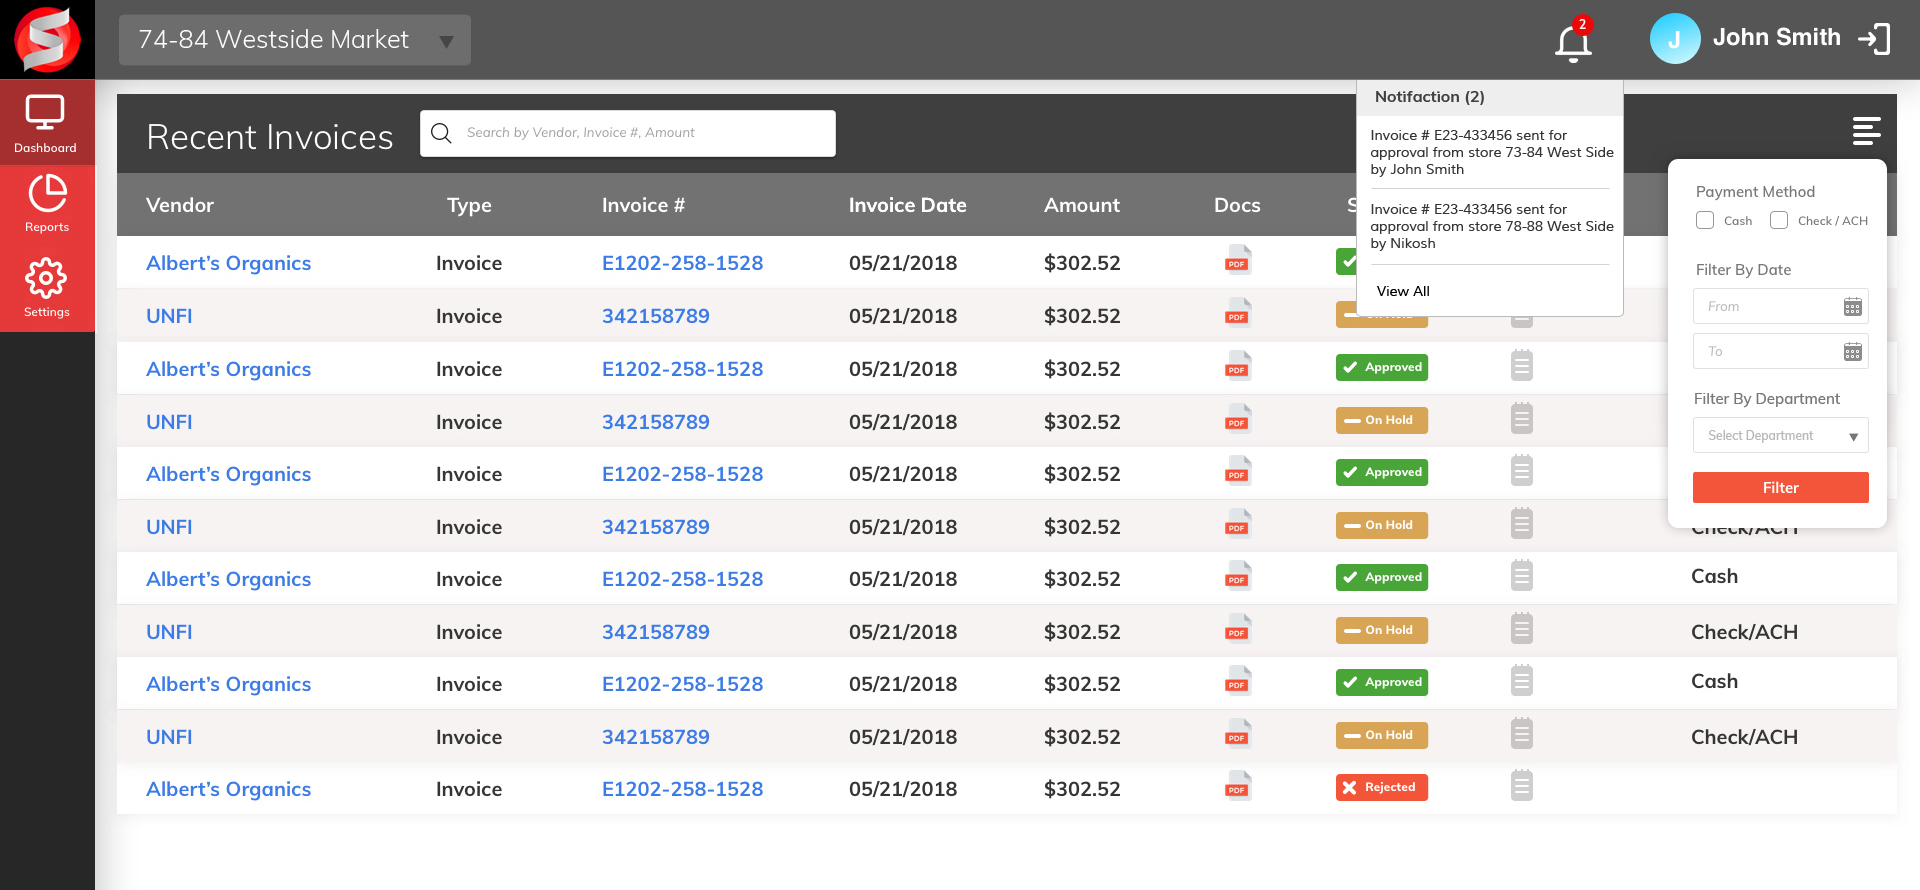 74-84 Westside Market
2
J
John Smith
Dashboard
Reports
Settings
Recent Invoices
Search by Vendor, Invoice #, Amount
Notifaction (2)
Invoice # E23-433456 sent for
approval from store 73-84 West Side
by John Smith
Invoice # E23-433456 sent for
approval from store 78-88 West Side
by Nikosh
View All
Payment Method
Cash Check / ACH
Filter By Date
From
To
Filter By Department
Select Department
Filter
Vendor Type Invoice # Invoice Date Amount Docs
Albert's Organics Invoice E1202-258-1528 05/21/2018 $302.52 PDF
UNFI Invoice 342158789 05/21/2018 $302.52 PDF
Albert's Organics Invoice E1202-258-1528 05/21/2018 $302.52 PDF Approved
UNFI Invoice 342158789 05/21/2018 $302.52 PDF On Hold
Albert's Organics Invoice E1202-258-1528 05/21/2018 $302.52 PDF Approved
UNFI Invoice 342158789 05/21/2018 $302.52 PDF On Hold Check/ACH
Albert's Organics Invoice E1202-258-1528 05/21/2018 $302.52 PDF Approved Cash
UNFI Invoice 342158789 05/21/2018 $302.52 PDF On Hold Check/ACH
Albert's Organics Invoice E1202-258-1528 05/21/2018 $302.52 PDF Approved Cash
UNFI Invoice 342158789 05/21/2018 $302.52 PDF On Hold Check/ACH
Albert's Organics Invoice E1202-258-1528 05/21/2018 $302.52 PDF Rejected